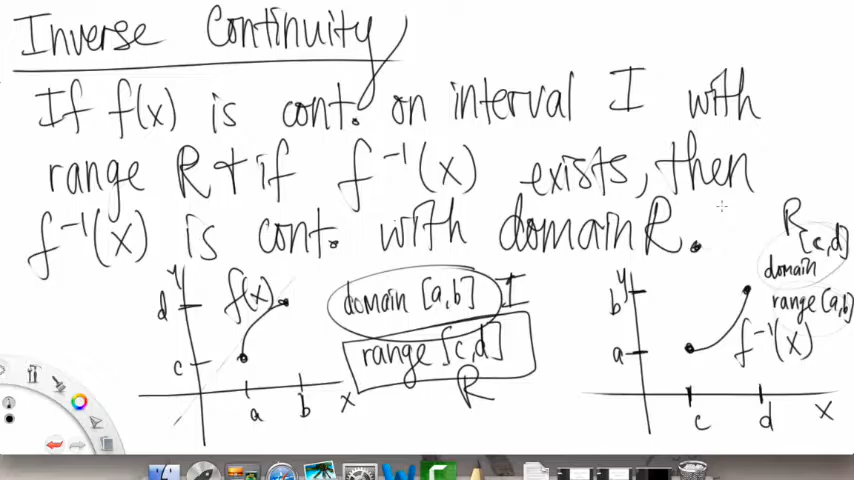 Inverse Continuity
If f(x) is cont. on interval I with
range R + if f⁻¹(x) exists, then
f⁻¹(x) is cont. with domain R.
y
d
c
f(x)
a
b
x
domain [a,b] I
range [c,d]
R
R
[c,d]
domain
range [a,b]
y
b
a
f⁻¹(x)
c
d
x